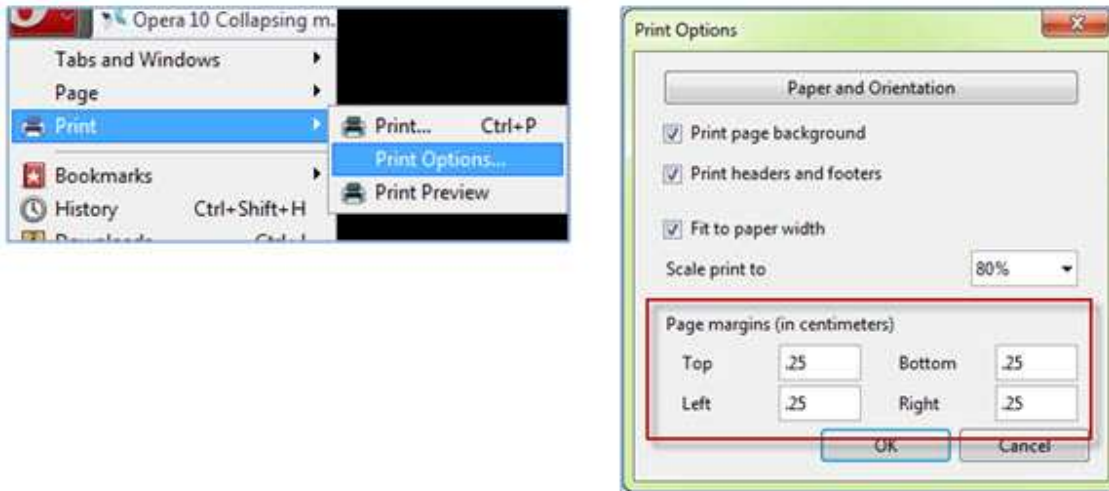 Opera 10 Collapsing m.
Tabs and Windows
Page
Print
Print... Ctrl+P
Print Options...
Print Preview
Bookmarks
History Ctrl+Shift+H
Print Options
Paper and Orientation
Print page background
Print headers and footers
Fit to paper width
Scale print to 80%
Page margins (in centimeters)
Top .25 Bottom .25
Left .25 Right .25
OK Cancel